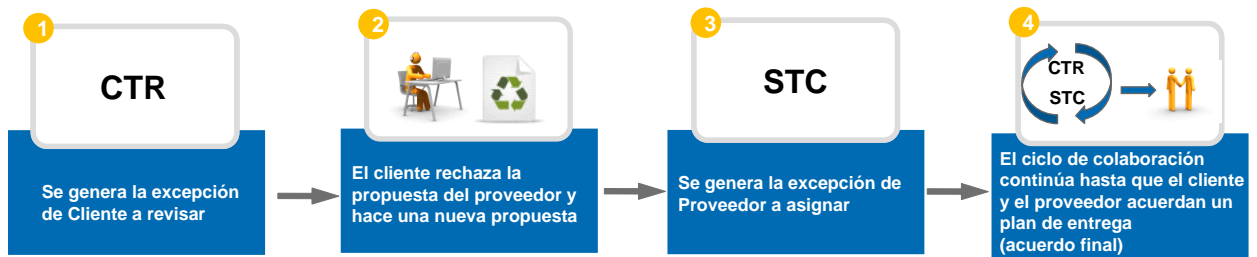 1
CTR
Se genera la excepción
de Cliente a revisar
2
El cliente rechaza la
propuesta del proveedor y
hace una nueva propuesta
3
STC
Se genera la excepción de
Proveedor a asignar
4
CTR
STC
El ciclo de colaboración
continúa hasta que el cliente
y el proveedor acuerdan un
plan de entrega
(acuerdo final)